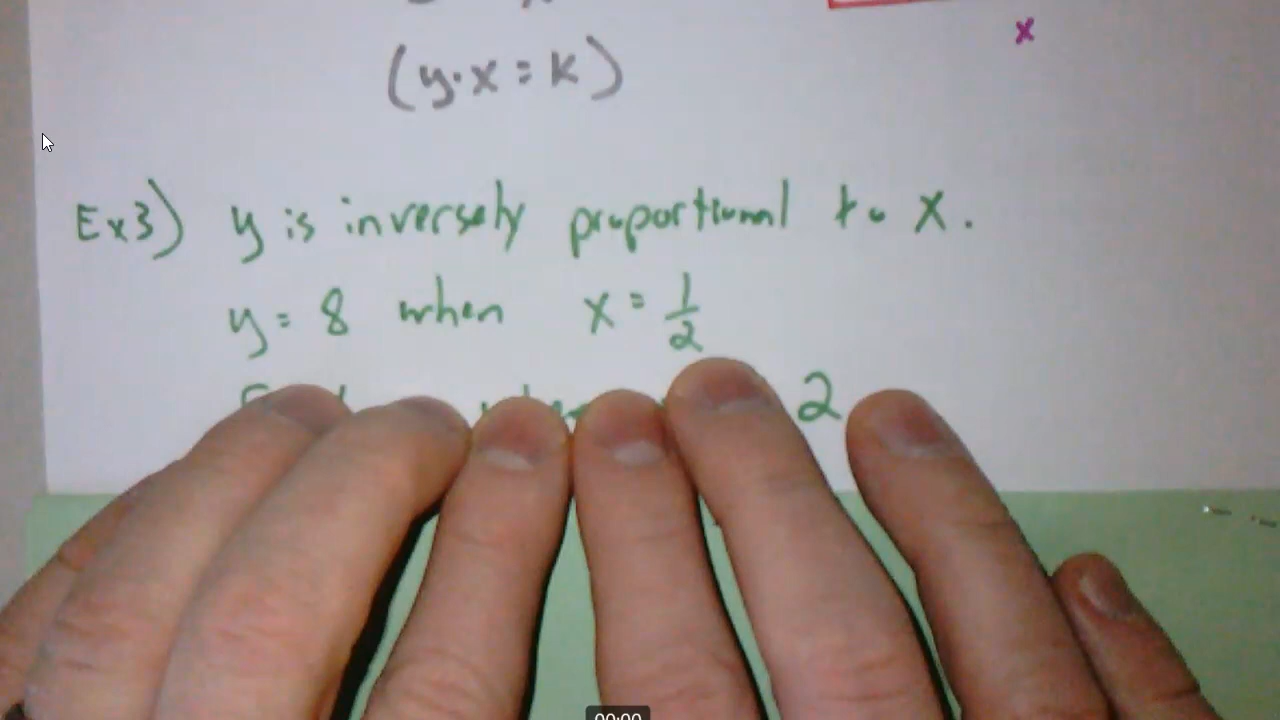 x
(y·x = k)
Ex3) y is inversely proportional to x.
y = 8 when x = 1/2
2
00:00